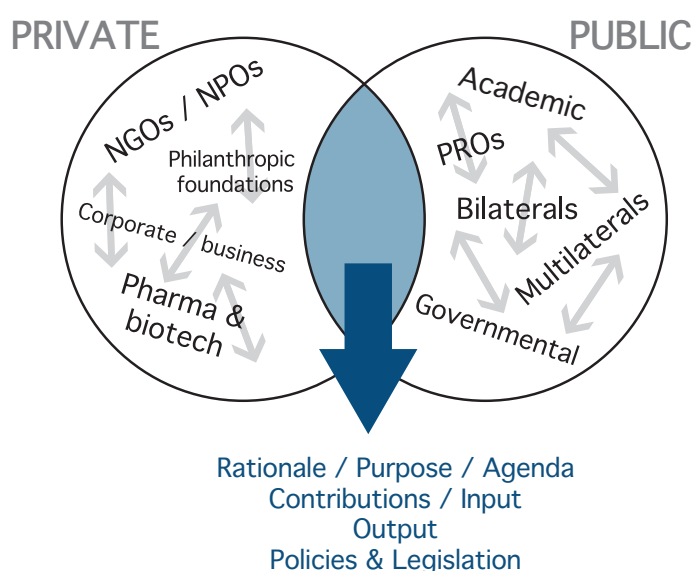 PRIVATE
PUBLIC
NGOs / NPOs
Philanthropic
foundations
Corporate / business
Pharma &
biotech
Academic
PROs
Bilaterals
Multilaterals
Governmental
Rationale / Purpose / Agenda
Contributions / Input
Output
Policies & Legislation